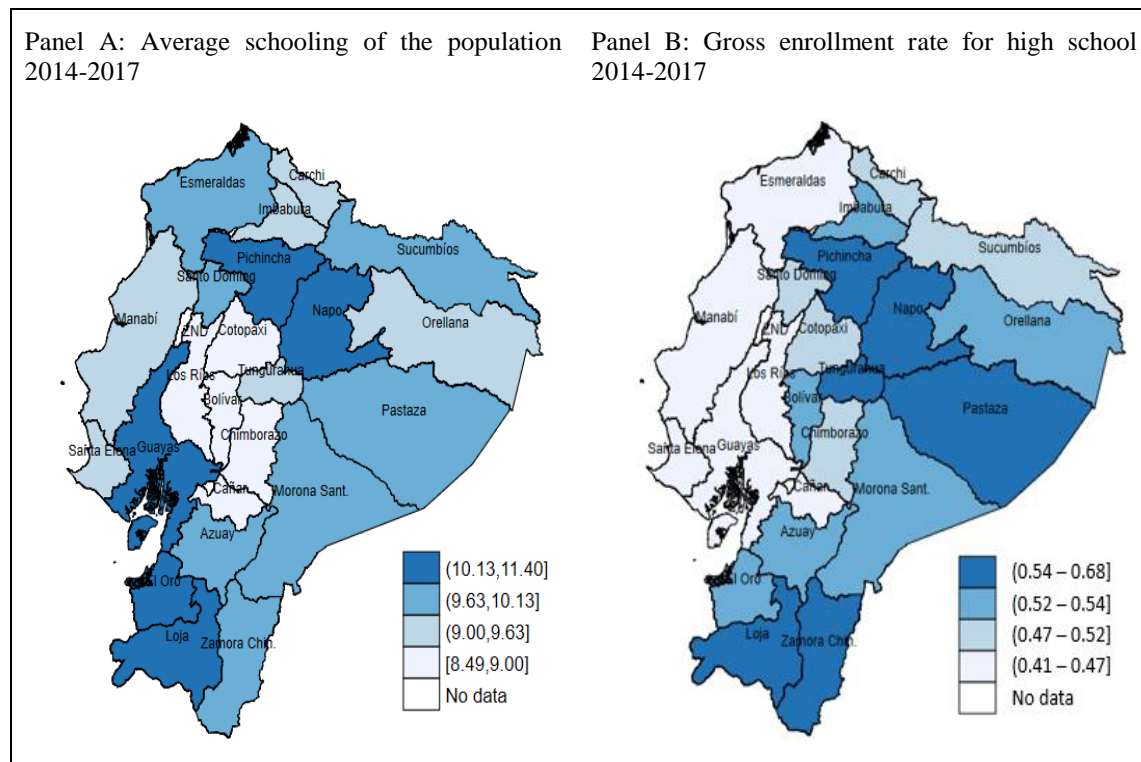 Panel A: Average schooling of the population
2014-2017
Panel B: Gross enrollment rate for high school
2014-2017
Esmeraldas
Carchi
Imbabura
Sucumbíos
Pichincha
Santo Doming
Napo
Orellana
Manabí
ZND
Cotopaxi
Los Ríos
Tungurahua
Bolívar
Pastaza
Chimborazo
Santa Elena
Guayas
Cañar
Morona Sant.
Azuay
l Oro
Loja
Zamora Chin.
(10.13,11.40]
(9.63,10.13]
(9.00,9.63]
[8.49,9.00]
No data
Esmeraldas
Carchi
Imbabura
Sucumbíos
Pichincha
Santo Doming
Napo
Orellana
Manabí
ZND
Cotopaxi
Los Ríos
Tungurahua
Bolívar
Pastaza
Chimborazo
Santa Elena
Guayas
Cañar
Morona Sant.
Azuay
l Oro
Loja
Zamora Chin.
(0.54 – 0.68]
(0.52 – 0.54]
(0.47 – 0.52]
(0.41 – 0.47]
No data